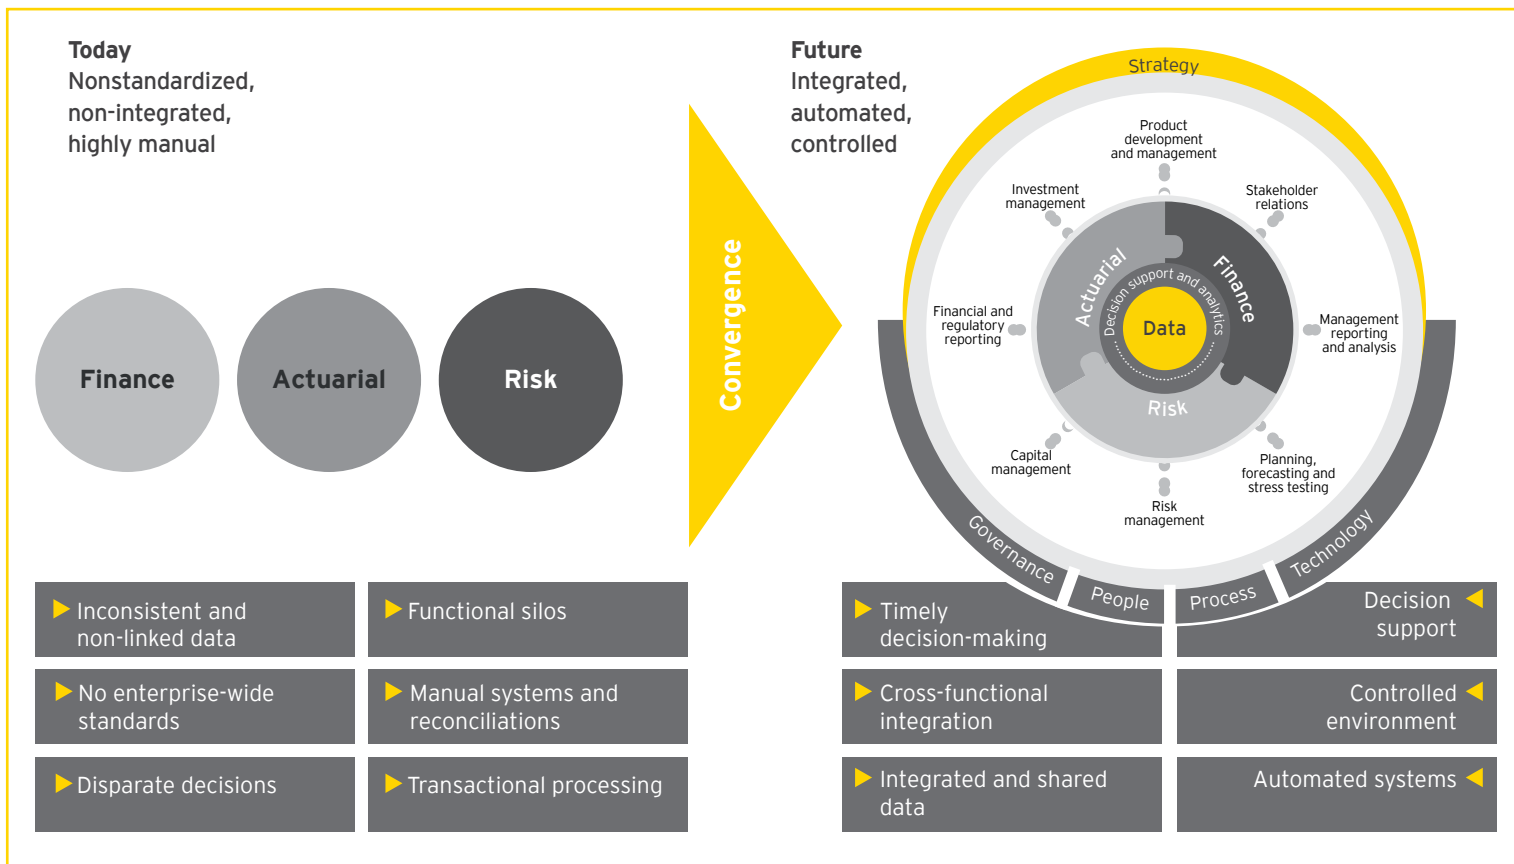 Today
Nonstandardized,
non-integrated,
highly manual
Finance
Actuarial
Risk
Inconsistent and
non-linked data
Functional silos
No enterprise-wide
standards
Manual systems and
reconciliations
Disparate decisions
Transactional processing
Convergence
Future
Integrated,
automated,
controlled
Strategy
Product
development
and management
Investment
management
Stakeholder
relations
Financial and
regulatory
reporting
Management
reporting
and analysis
Capital
management
Planning,
forecasting and
stress testing
Risk
management
Actuarial
Finance
Risk
Decision support and analytics
Data
Governance
People
Process
Technology
Timely
decision-making
Decision
support
Cross-functional
integration
Controlled
environment
Integrated and shared
data
Automated systems